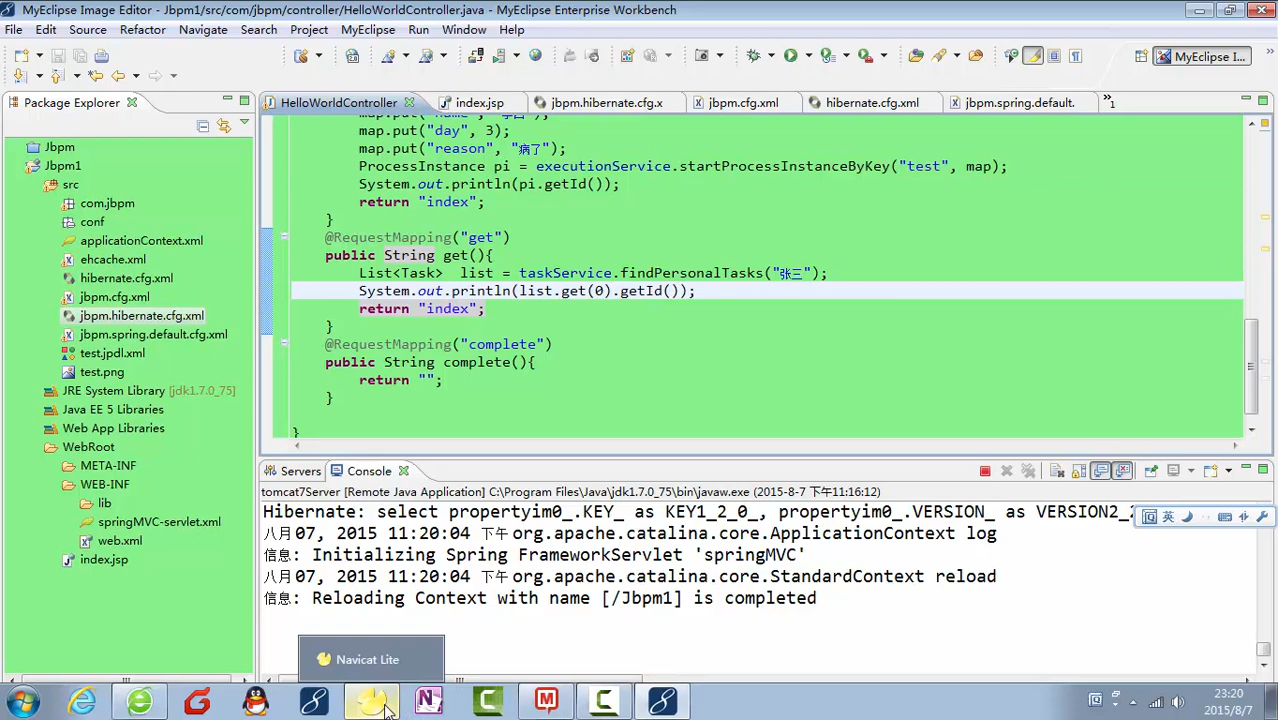 MyEclipse Image Editor - Jbpm1/src/com/jbpm/controller/HelloWorldController.java - MyEclipse Enterprise Workbench
File Edit Source Refactor Navigate Search Project MyEclipse Run Window Help
MyEclipse I...
Package Explorer
HelloWorldController
index.jsp
jbpm.hibernate.cfg.x
jbpm.cfg.xml
hibernate.cfg.xml
jbpm.spring.default.
»1
Jbpm
Jbpm1
src
com.jbpm
conf
applicationContext.xml
ehcache.xml
hibernate.cfg.xml
jbpm.cfg.xml
jbpm.hibernate.cfg.xml
jbpm.spring.default.cfg.xml
test.jpdl.xml
test.png
JRE System Library [jdk1.7.0_75]
Java EE 5 Libraries
Web App Libraries
WebRoot
META-INF
WEB-INF
lib
springMVC-servlet.xml
web.xml
index.jsp
map.put("day", 3);
map.put("reason", "病了");
ProcessInstance pi = executionService.startProcessInstanceByKey("test", map);
System.out.println(pi.getId());
return "index";
}
@RequestMapping("get")
public String get(){
List<Task> list = taskService.findPersonalTasks("张三");
System.out.println(list.get(0).getId());
return "index";
}
@RequestMapping("complete")
public String complete(){
return "";
}
}
Servers
Console
tomcat7Server [Remote Java Application] C:\Program Files\Java\jdk1.7.0_75\bin\javaw.exe (2015-8-7 下午11:16:12)
Hibernate: select propertyim0_.KEY_ as KEY1_2_0_, propertyim0_.VERSION_ as VERSION2_
八月 07, 2015 11:20:04 下午 org.apache.catalina.core.ApplicationContext log
信息: Initializing Spring FrameworkServlet 'springMVC'
八月 07, 2015 11:20:04 下午 org.apache.catalina.core.StandardContext reload
信息: Reloading Context with name [/Jbpm1] is completed
英
Navicat Lite
23:20
2015/8/7